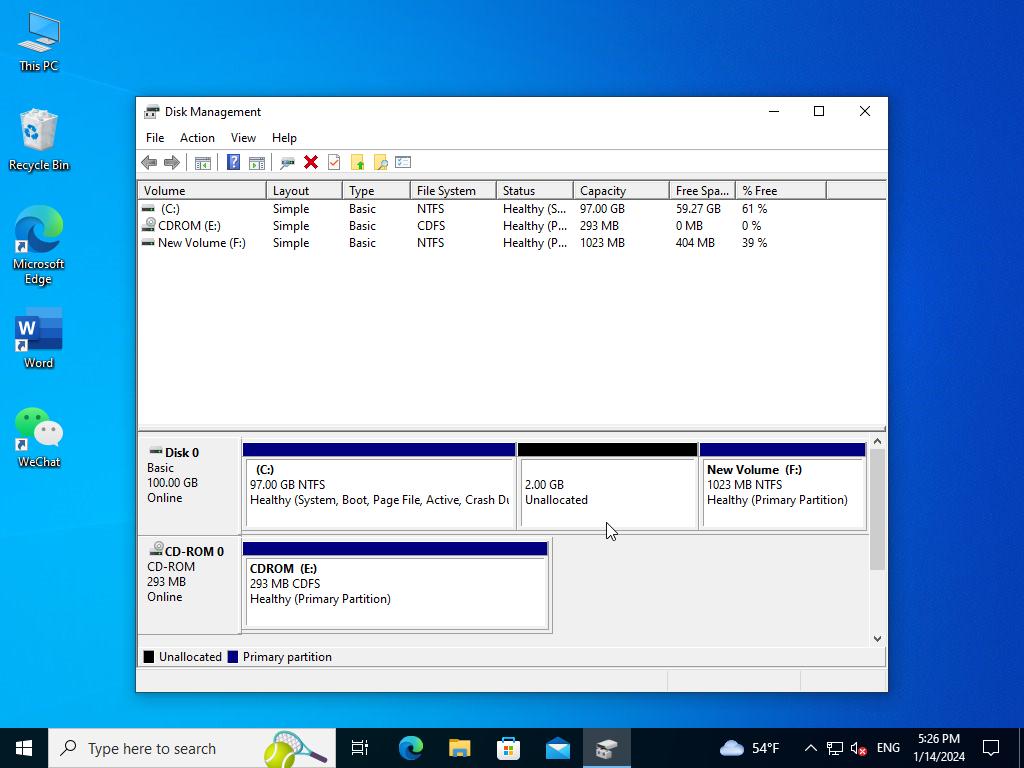 This PC
Recycle Bin
Microsoft
Edge
W
Word
WeChat
Disk Management
File Action View Help
Volume Layout Type File System Status Capacity Free Spa... % Free
(C:) Simple Basic NTFS Healthy (S... 97.00 GB 59.27 GB 61 %
CDROM (E:) Simple Basic CDFS Healthy (P... 293 MB 0 MB 0 %
New Volume (F:) Simple Basic NTFS Healthy (P... 1023 MB 404 MB 39 %
Disk 0
Basic
100.00 GB
Online
(C:)
97.00 GB NTFS
Healthy (System, Boot, Page File, Active, Crash Du
2.00 GB
Unallocated
New Volume (F:)
1023 MB NTFS
Healthy (Primary Partition)
CD-ROM 0
CD-ROM
293 MB
Online
CDROM (E:)
293 MB CDFS
Healthy (Primary Partition)
Unallocated Primary partition
Type here to search
54°F
ENG
5:26 PM
1/14/2024